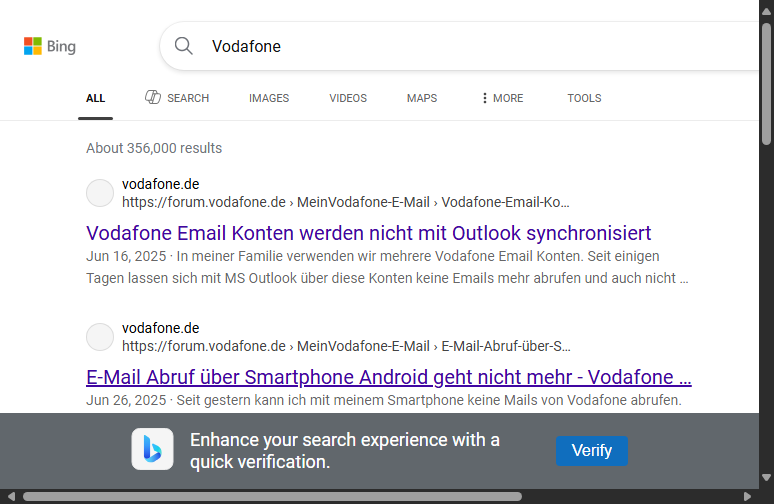 Bing
Vodafone
ALL SEARCH IMAGES VIDEOS MAPS MORE TOOLS
About 356,000 results
vodafone.de
https://forum.vodafone.de › MeinVodafone-E-Mail › Vodafone-Email-Ko…
Vodafone Email Konten werden nicht mit Outlook synchronisiert
Jun 16, 2025 · In meiner Familie verwenden wir mehrere Vodafone Email Konten. Seit einigen
Tagen lassen sich mit MS Outlook über diese Konten keine Emails mehr abrufen und auch nicht ...
vodafone.de
https://forum.vodafone.de › MeinVodafone-E-Mail › E-Mail-Abruf-über-S…
E-Mail Abruf über Smartphone Android geht nicht mehr - Vodafone ...
Jun 26, 2025 · Seit gestern kann ich mit meinem Smartphone keine Mails von Vodafone abrufen.
Enhance your search experience with a
quick verification.
Verify